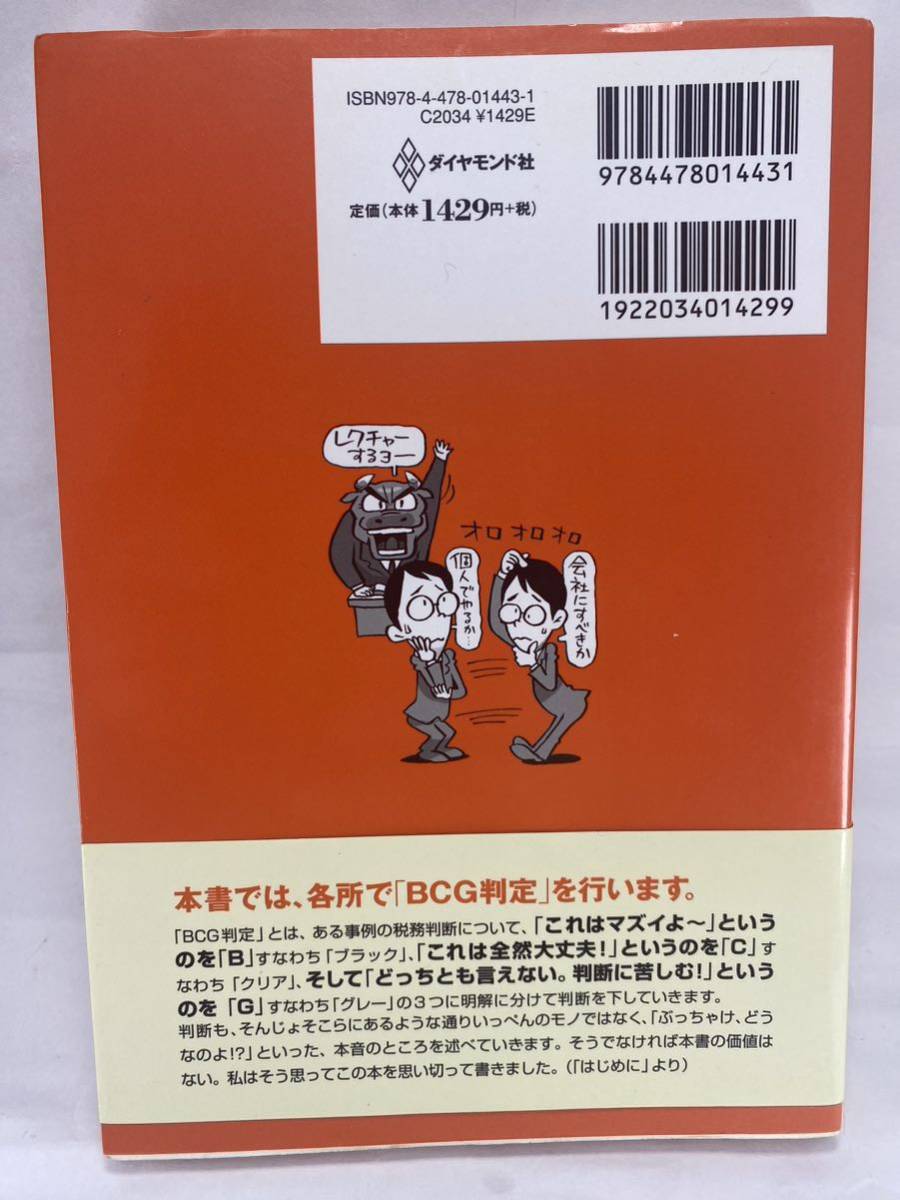 ISBN978-4-478-01443-1
C2034 ¥1429E
ダイヤモンド社
定価(本体1429円+税)
9784478014431
1922034014299
レクチャー
するヨー
オロオロオロ
個人でやるか…
会社にすべきか
本書では、各所で「BCG判定」を行います。
「BCG判定」とは、ある事例の税務判断について、「これはマズイよ〜」という
のを「B」すなわち「ブラック」、「これは全然大丈夫!」というのを「C」す
なわち「クリア」、そして「どっちとも言えない。判断に苦しむ!」という
のを「G」すなわち「グレー」の3つに明解に分けて判断を下していきます。
判断も、そんじょそこらにあるような通りいっぺんのモノではなく、「ぶっちゃけ、どう
なのよ!?」といった、本音のところを述べていきます。そうでなければ本書の価値は
ない。私はそう思ってこの本を思い切って書きました。(「はじめに」より)